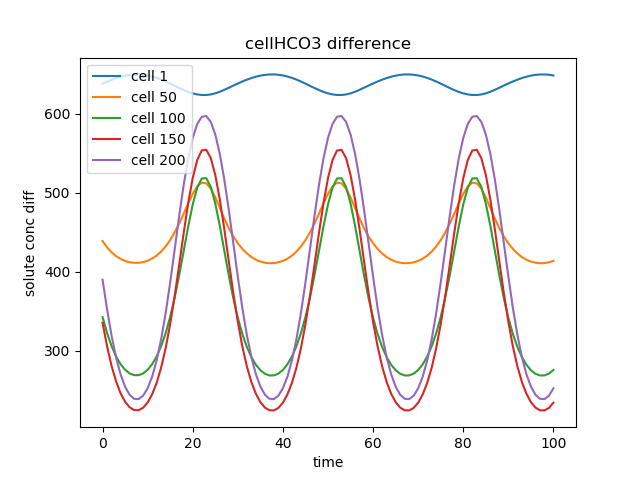 cellHCO3 difference
cell 1
cell 50
cell 100
cell 150
cell 200
solute conc diff
600
500
400
300
0 20 40 60 80 100
time